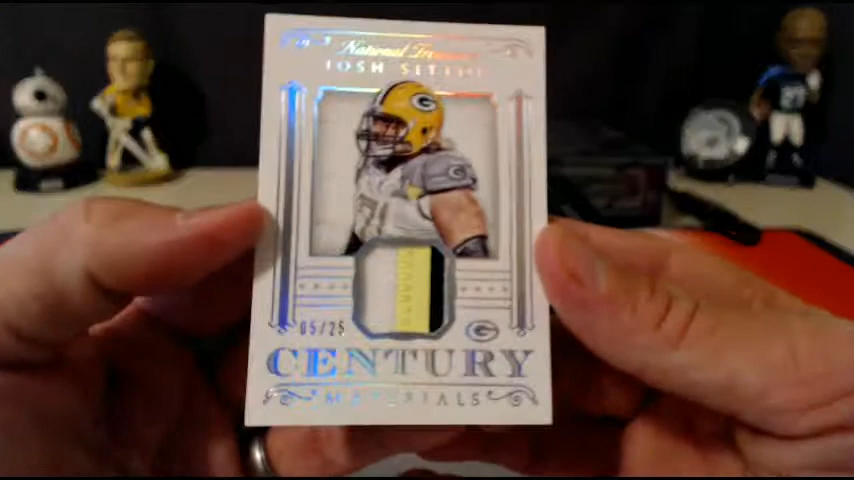 National Treasures
JOSH SITTON
05/25
CENTURY
MATERIALS